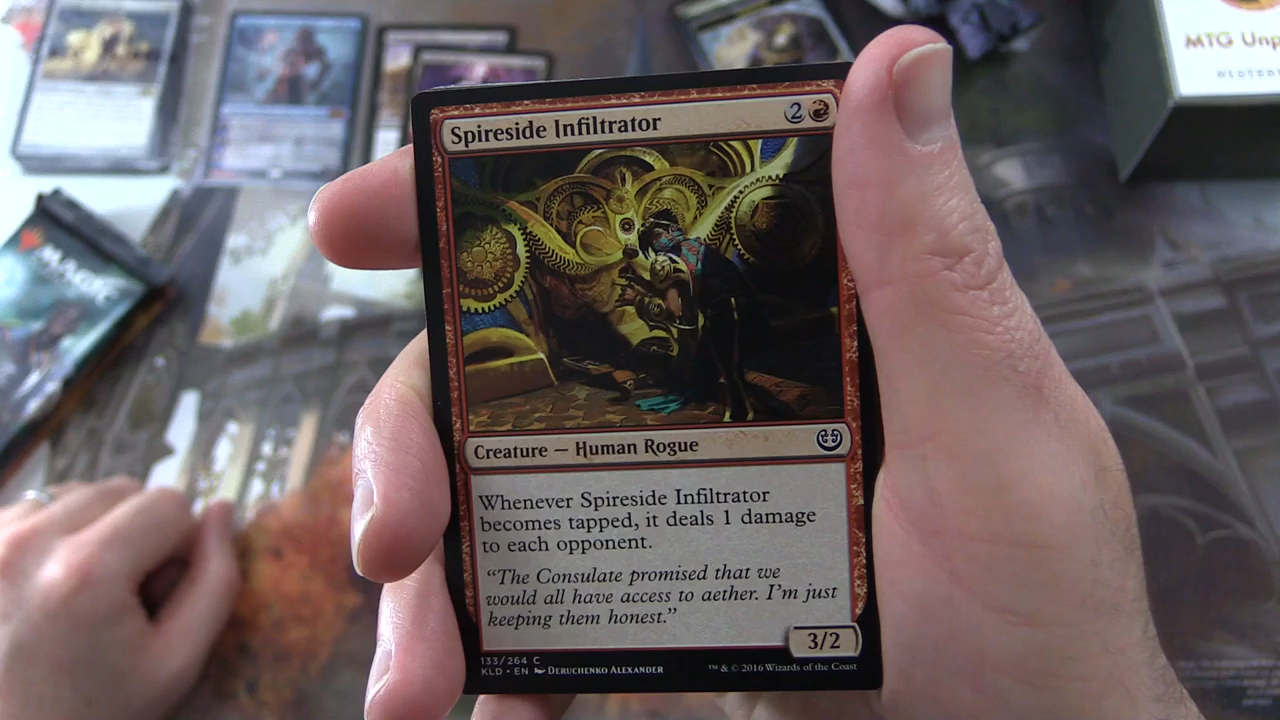 MTG Unp
MAGIC
Spireside Infiltrator
2
Creature — Human Rogue
Whenever Spireside Infiltrator
becomes tapped, it deals 1 damage
to each opponent.
“The Consulate promised that we
would all have access to aether. I’m just
keeping them honest.”
3/2
133/264 C
KLD • EN Deruchenko Alexander
™ & © 2016 Wizards of the Coast